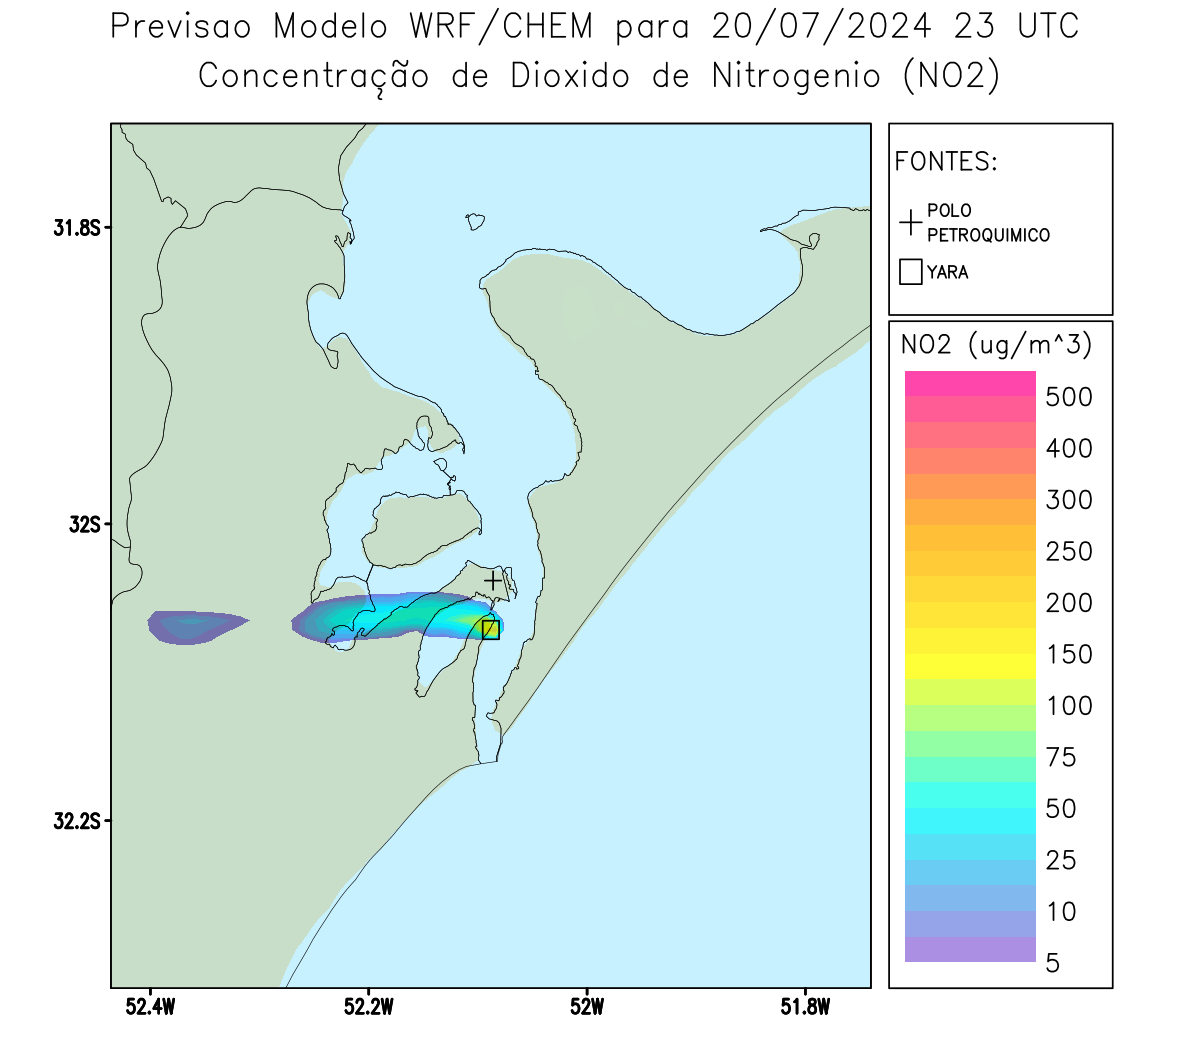 Previsao Modelo WRF/CHEM para 20/07/2024 23 UTC
Concentração de Dioxido de Nitrogenio (NO2)
FONTES:
POLO
PETROQUIMICO
YARA
NO2 (ug/m^3)
500
400
300
250
200
150
100
75
50
25
10
5
31.8S
32S
32.2S
52.4W
52.2W
52W
51.8W